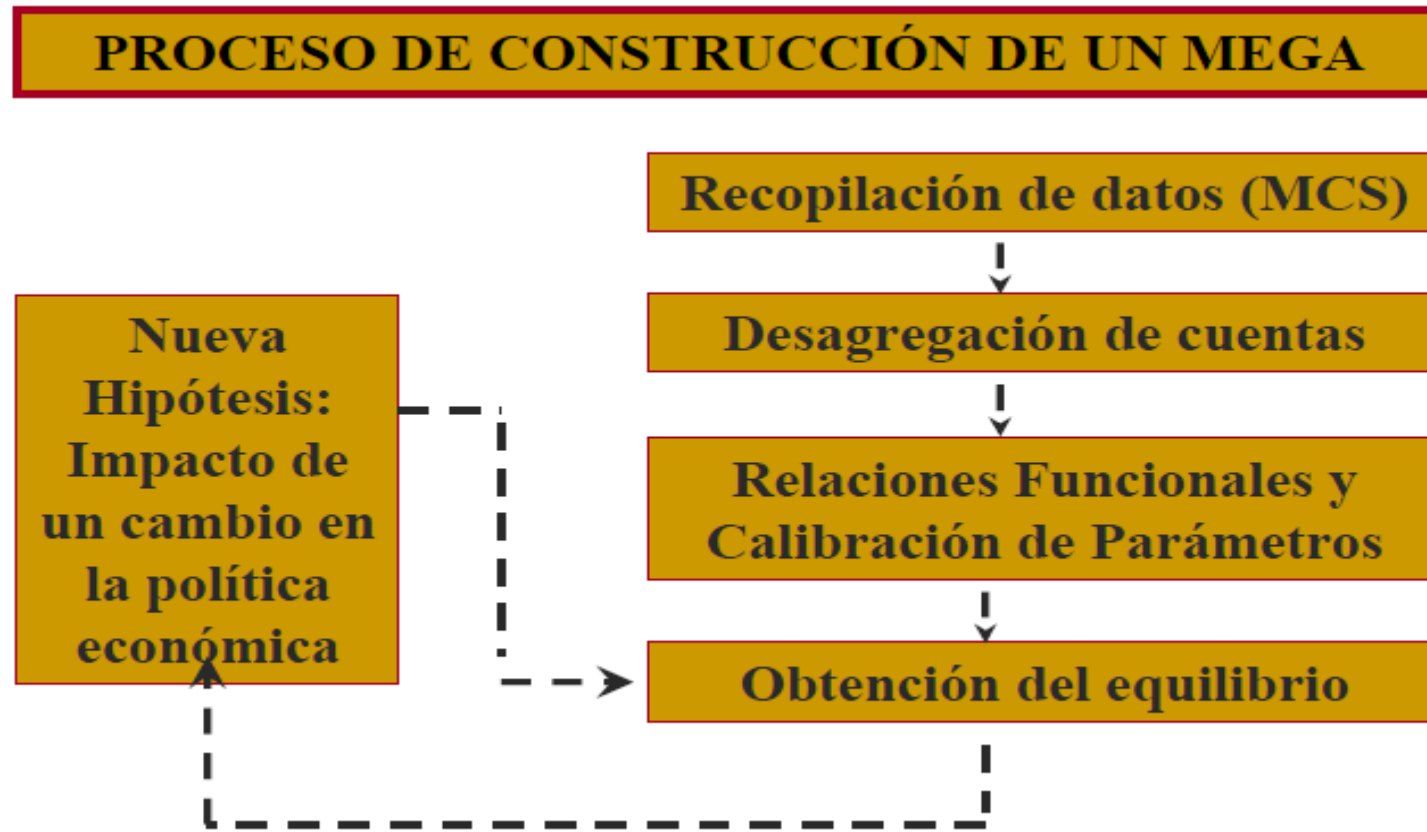 PROCESO DE CONSTRUCCIÓN DE UN MEGA
Recopilación de datos (MCS)
Desagregación de cuentas
Relaciones Funcionales y
Calibración de Parámetros
Obtención del equilibrio
Nueva
Hipótesis:
Impacto de
un cambio en
la política
económica